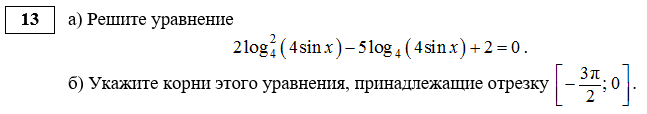 13 а) Решите уравнение
2log₄²(4sin x)−5log₄(4sin x)+2=0.
б) Укажите корни этого уравнения, принадлежащие отрезку [−3π/2; 0].